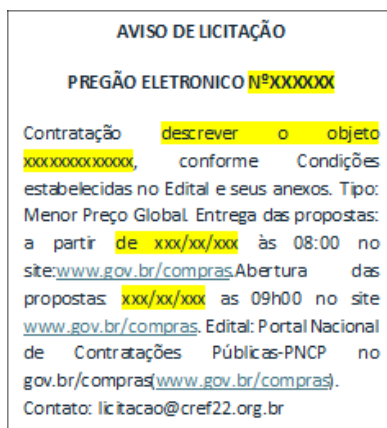 AVISO DE LICITAÇÃO
PREGÃO ELETRONICO NºXXXXXX
Contratação descrever o objeto
xxxxxxxxxxxxx, conforme Condições
estabelecidas no Edital e seus anexos. Tipo:
Menor Preço Global. Entrega das propostas:
a partir de xxx/xx/xxx às 08:00 no
site:www.gov.br/compras.Abertura das
propostas: xxx/xx/xxx as 09h00 no site
www.gov.br/compras. Edital: Portal Nacional
de Contratações Públicas-PNCP no
gov.br/compras(www.gov.br/compras).
Contato: licitacao@cref22.org.br